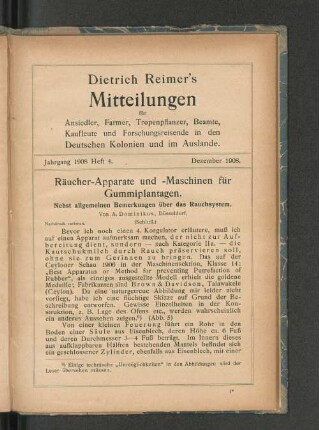 Dietrich Reimer's
Mitteilungen
für
Ansiedler, Farmer, Tropenpflanzer, Beamte,
Kaufleute und Forschungsreisende in den
Deutschen Kolonien und im Auslande.
Jahrgang 1908 Heft 4. Dezember 1908.
Räucher-Apparate und -Maschinen für
Gummiplantagen.
Nebst allgemeinen Bemerkungen über das Rauchsystem.
Von A. Dominikus, Düsseldorf.
Nachdruck verboten. (Schluß.)
Bevor ich noch einen 4. Koagulator erläutere, muß ich
auf einen Apparat aufmerksam machen, der nicht zur Auf-
bereitung dient, sondern — nach Kategorie IIa. — die
Kautschukmilch durch Rauch präservieren soll,
ohne sie zum Gerinnen zu bringen. Das auf der
Ceyloner Schau 1906 in der Maschinensektion, Klasse 14:
„Best Apparatus or Method for preventing Putrefaction of
Rubber“, als einziges ausgestellte Modell erhielt die goldene
Medaille; Fabrikanten sind Brown & Davidson, Talawakele
(Ceylon). Da eine naturgetreue Abbildung mir leider nicht
vorliegt, habe ich eine flüchtige Skizze auf Grund der Be-
schreibung entworfen. Gewisse Einzelheiten der Konstruk-
tion, z. B. Lage des Ofens etc., werden wahrscheinlich
ein anderes Aussehen zeigen.*) (Abb. 5)
Von einer kleinen Feuerung führt ein Rohr in den
Boden einer Säule aus Eisenblech, deren Höhe ca. 6 Fuß
und deren Durchmesser 3–4 Fuß beträgt. Im Innern dieses
aus aufklappbaren Hälften bestehenden Mantels befindet sich
ein geschlossener Zylinder, ebenfalls aus Eisenblech, mit einer
*) Einige technische „Unmöglichkeiten“ in den Abbildungen wird der
Leser übersehen müssen.
1*